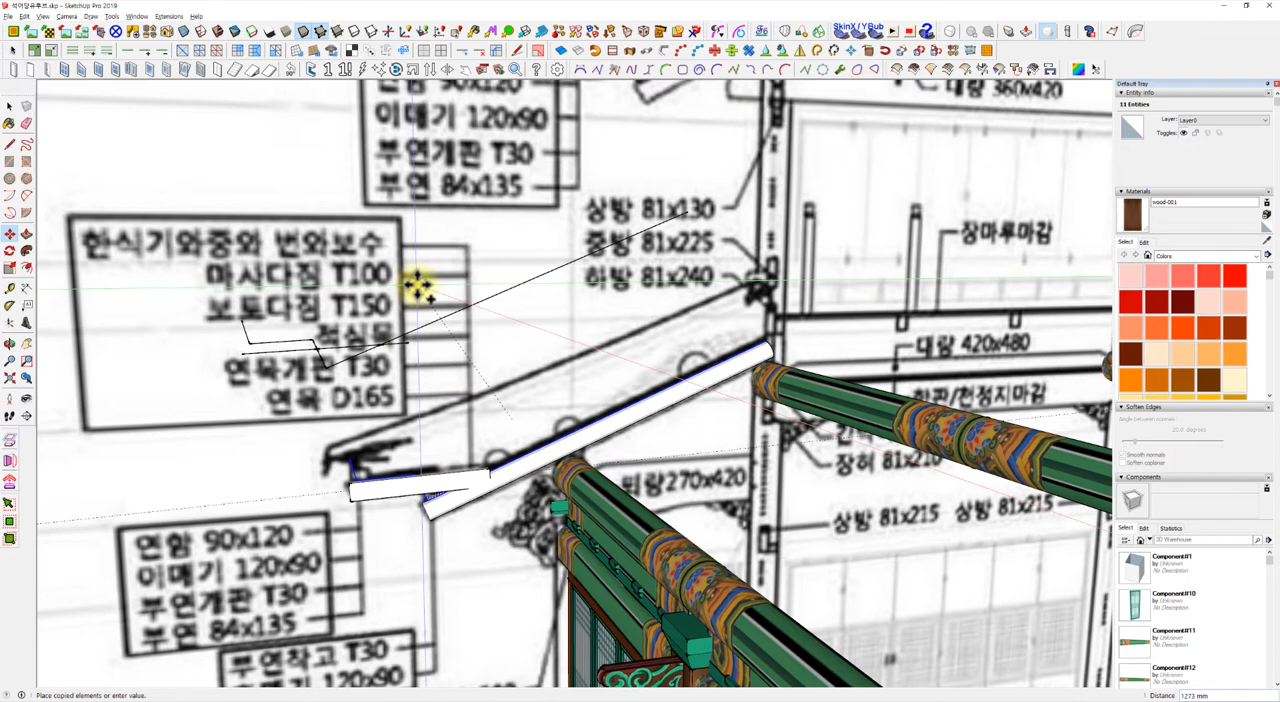 석어당유투브.skp - SketchUp Pro 2019
File Edit View Camera Draw Tools Window Extensions Help
SkinX/YBub
90x120
이매기 120x90
부연개판 T30
부연 84x135
대량 360x420
한식기와중와 번와보수
마사다짐 T100
보토다짐 T150
적심목
연목개판 T30
연목 D165
상방 81x130
중방 81x225
하방 81x240
장마루마감
대량 420x480
장혀 81x210
퇴량270x420
상방 81x215 상방 81x215
연함 90x120
이매기 120x90
부연개판 T30
부연 84x135
부연착고 T30
120x90
Default Tray
Entity Info
11 Entities
Layer: Layer0
Toggles:
Materials
wood-001
Select Edit
Colors
Soften Edges
Angle between normals:
20.0 degrees
Smooth normals
Soften coplanar
Components
Select Edit Statistics
3D Warehouse
Component#1
by Unknown
No Description
Component#10
by Unknown
No Description
Component#11
by Unknown
No Description
Component#12
by Unknown
No Description
Place copied elements or enter value.
Distance 1273 mm